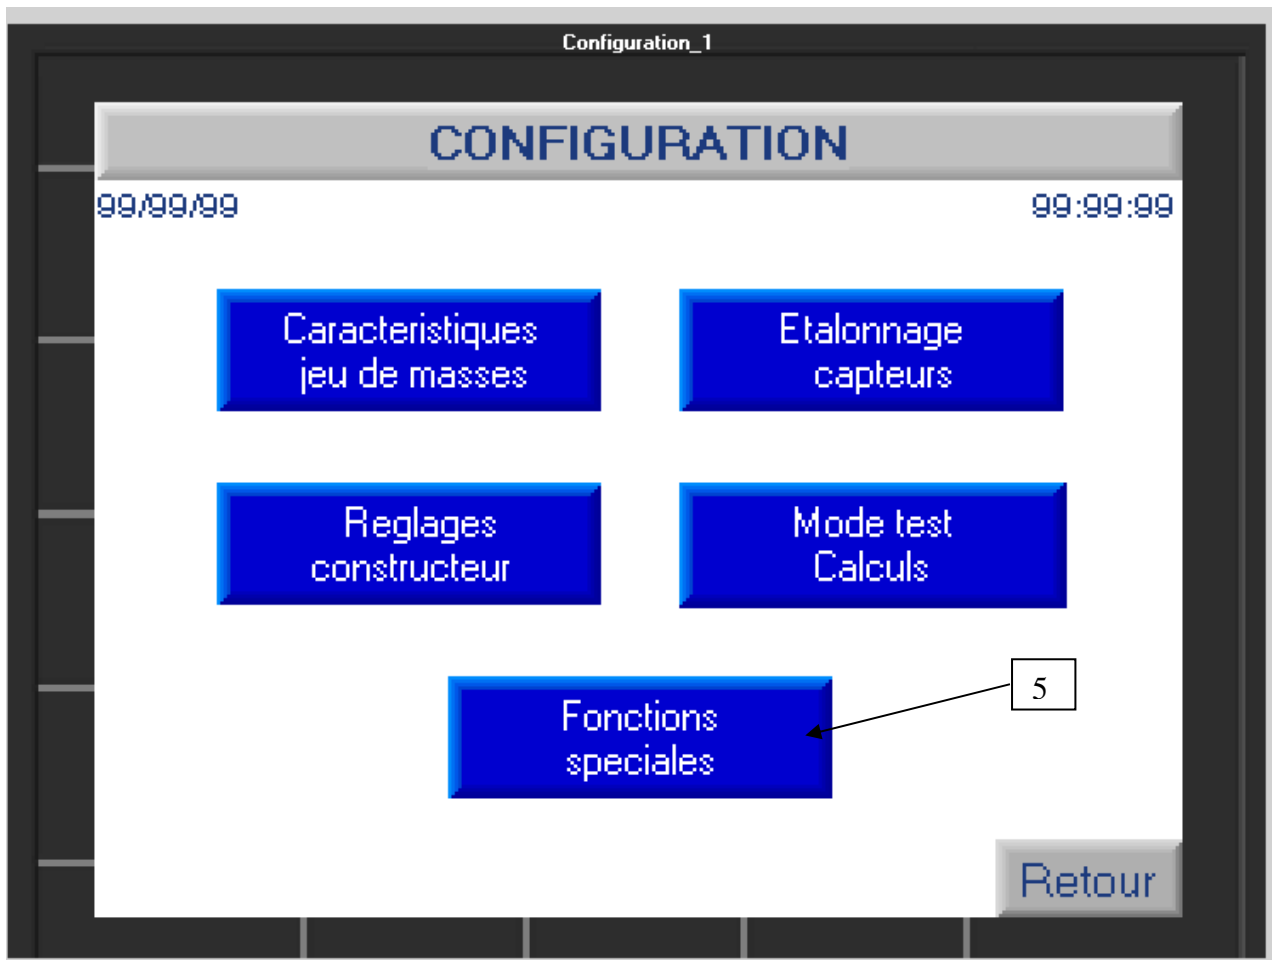 Configuration_1
CONFIGURATION
99/99/99
99:99:99
Caracteristiques
jeu de masses
Etalonnage
capteurs
Reglages
constructeur
Mode test
Calculs
5
Fonctions
speciales
Retour